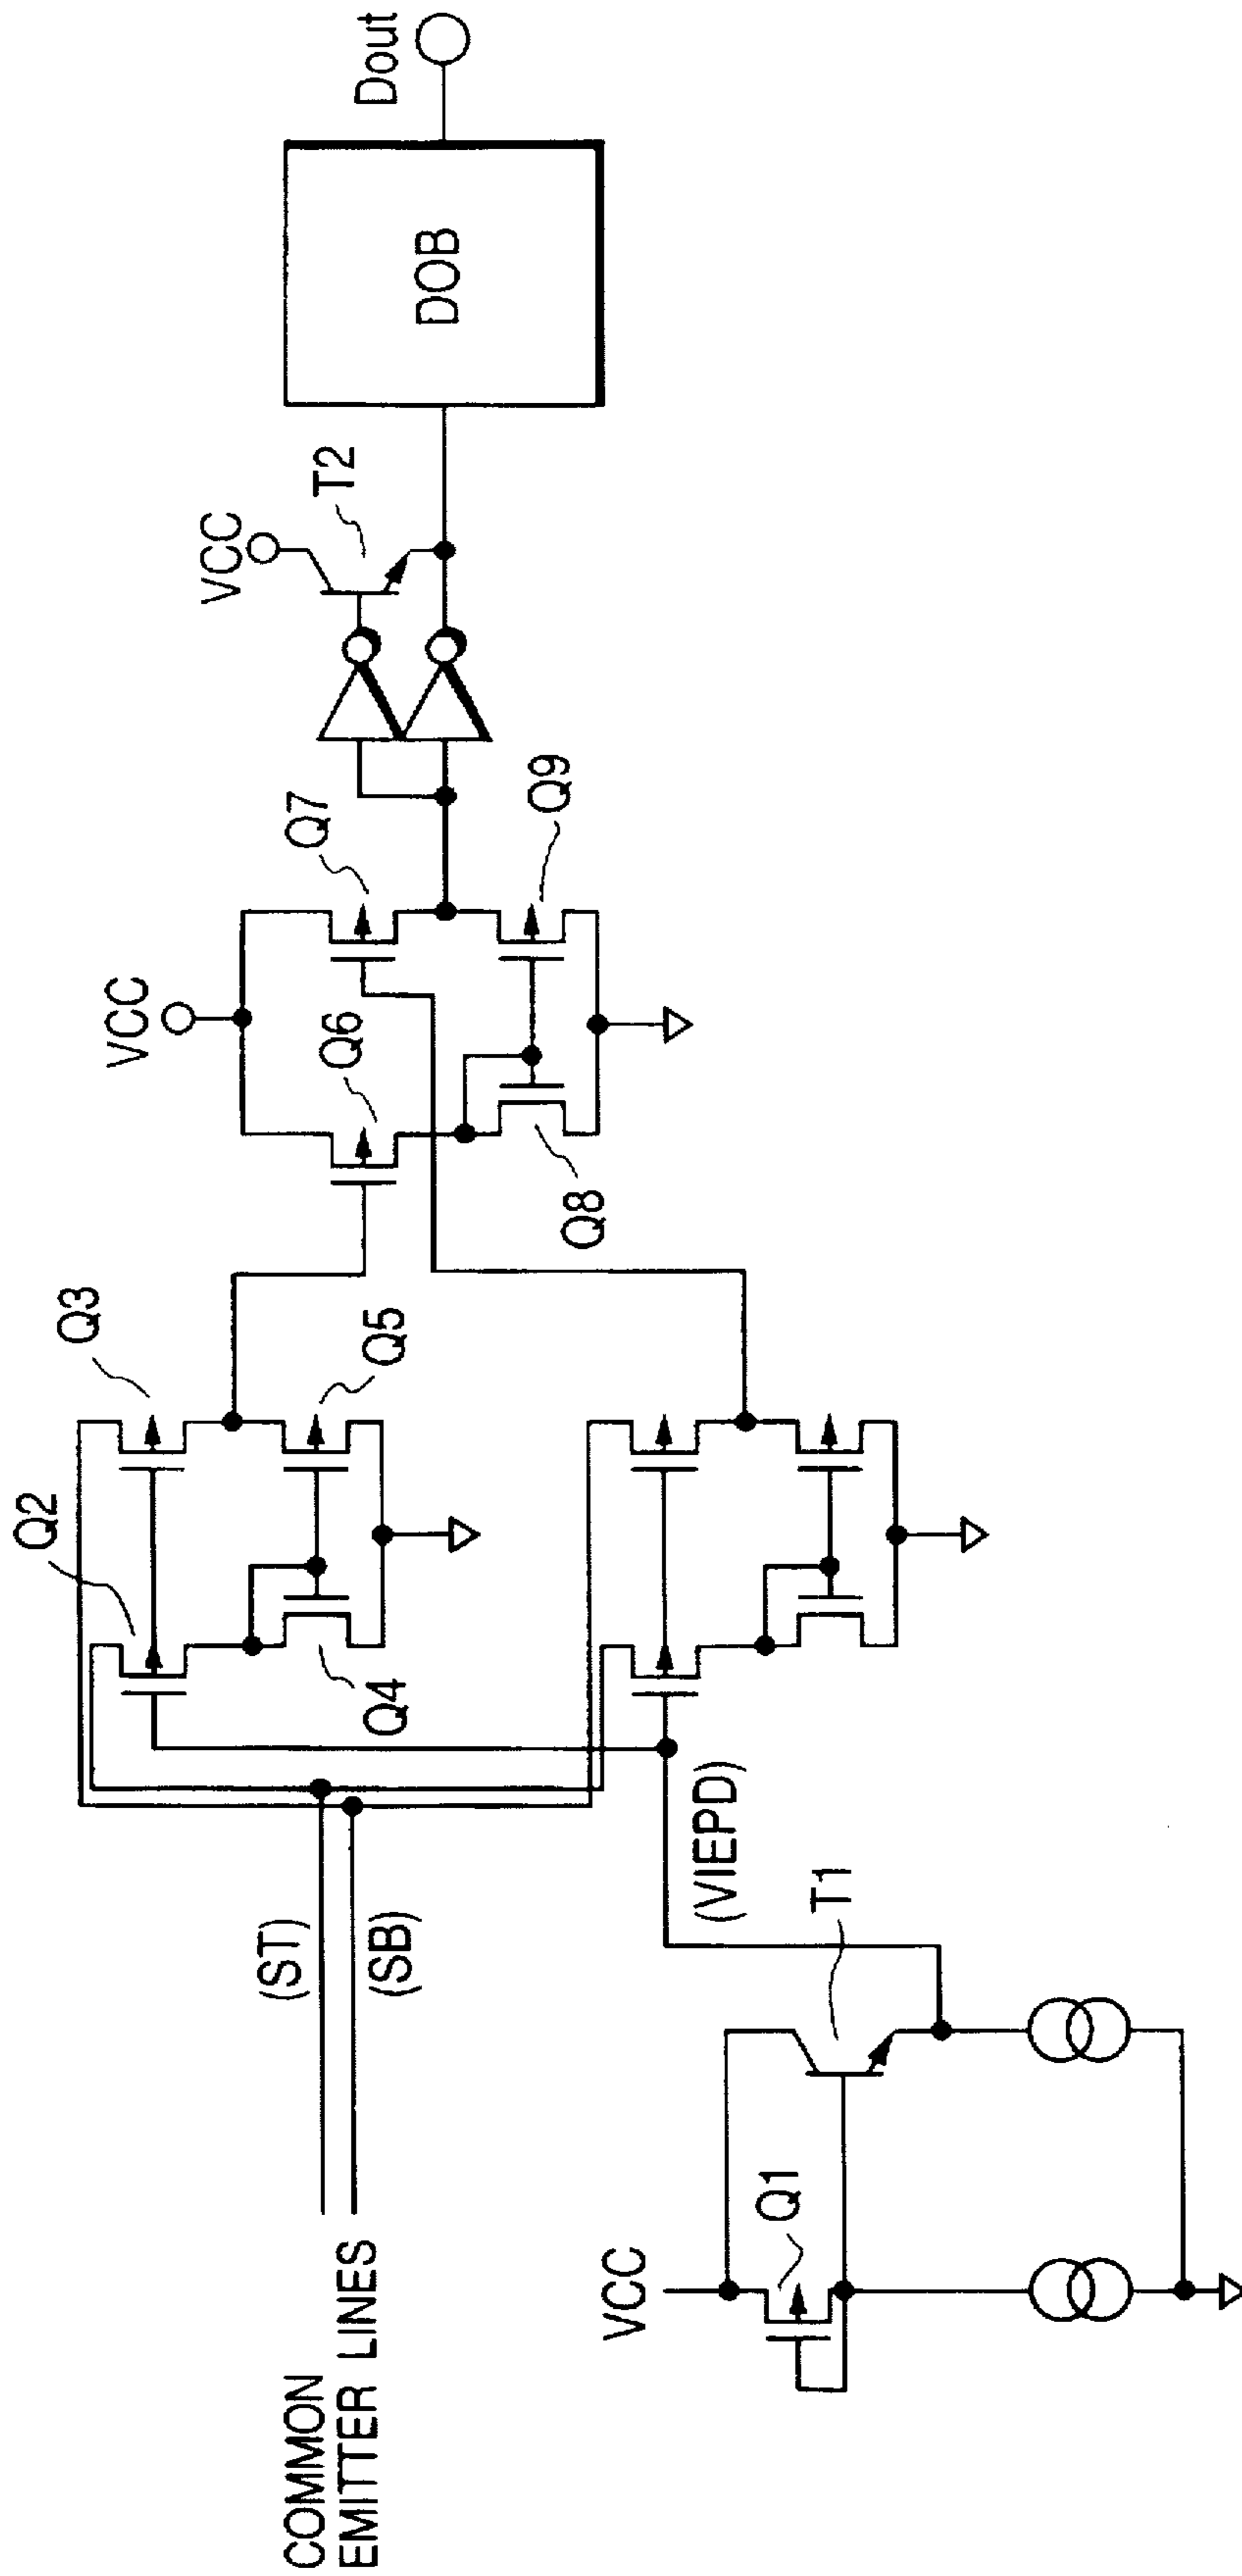 COMMON
EMITTER LINES
(ST)
(SB)
VCC
Q1
T1
(VIEPD)
Q2
Q3
Q4
Q5
VCC
Q6
Q7
Q8
Q9
VCC
T2
DOB
Dout